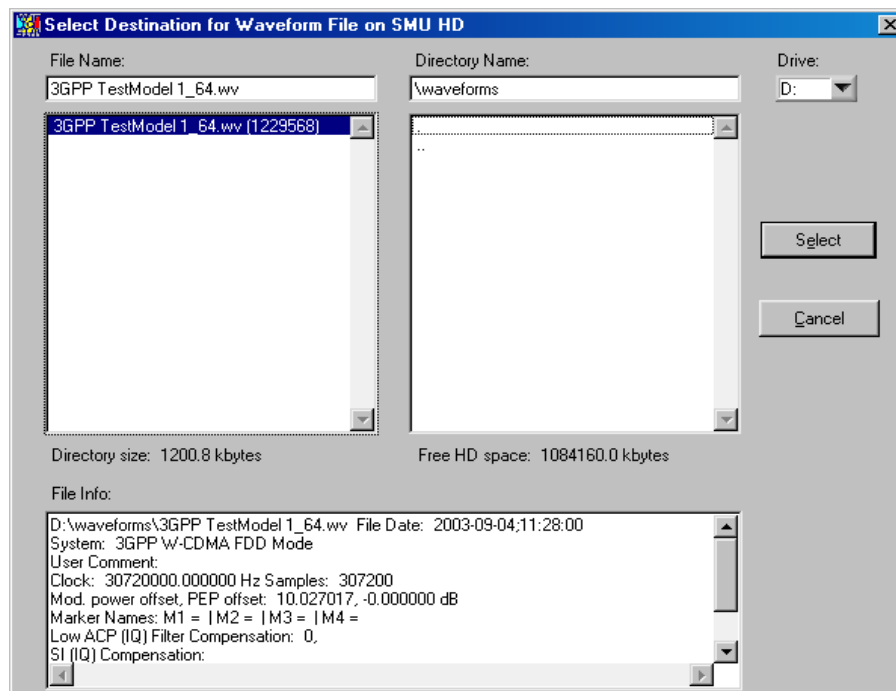 Select Destination for Waveform File on SMU HD
File Name:
3GPP TestModel 1_64.wv
3GPP TestModel 1_64.wv (1229568)
Directory size: 1200.8 kbytes
Directory Name:
\waveforms
.
..
Free HD space: 1084160.0 kbytes
Drive:
D:
Select
Cancel
File Info:
D:\waveforms\3GPP TestModel 1_64.wv File Date: 2003-09-04;11:28:00
System: 3GPP W-CDMA FDD Mode
User Comment:
Clock: 30720000.000000 Hz Samples: 307200
Mod. power offset, PEP offset: 10.027017, -0.000000 dB
Marker Names: M1 = | M2 = | M3 = | M4 =
Low ACP (IQ) Filter Compensation: 0,
SI (IQ) Compensation: